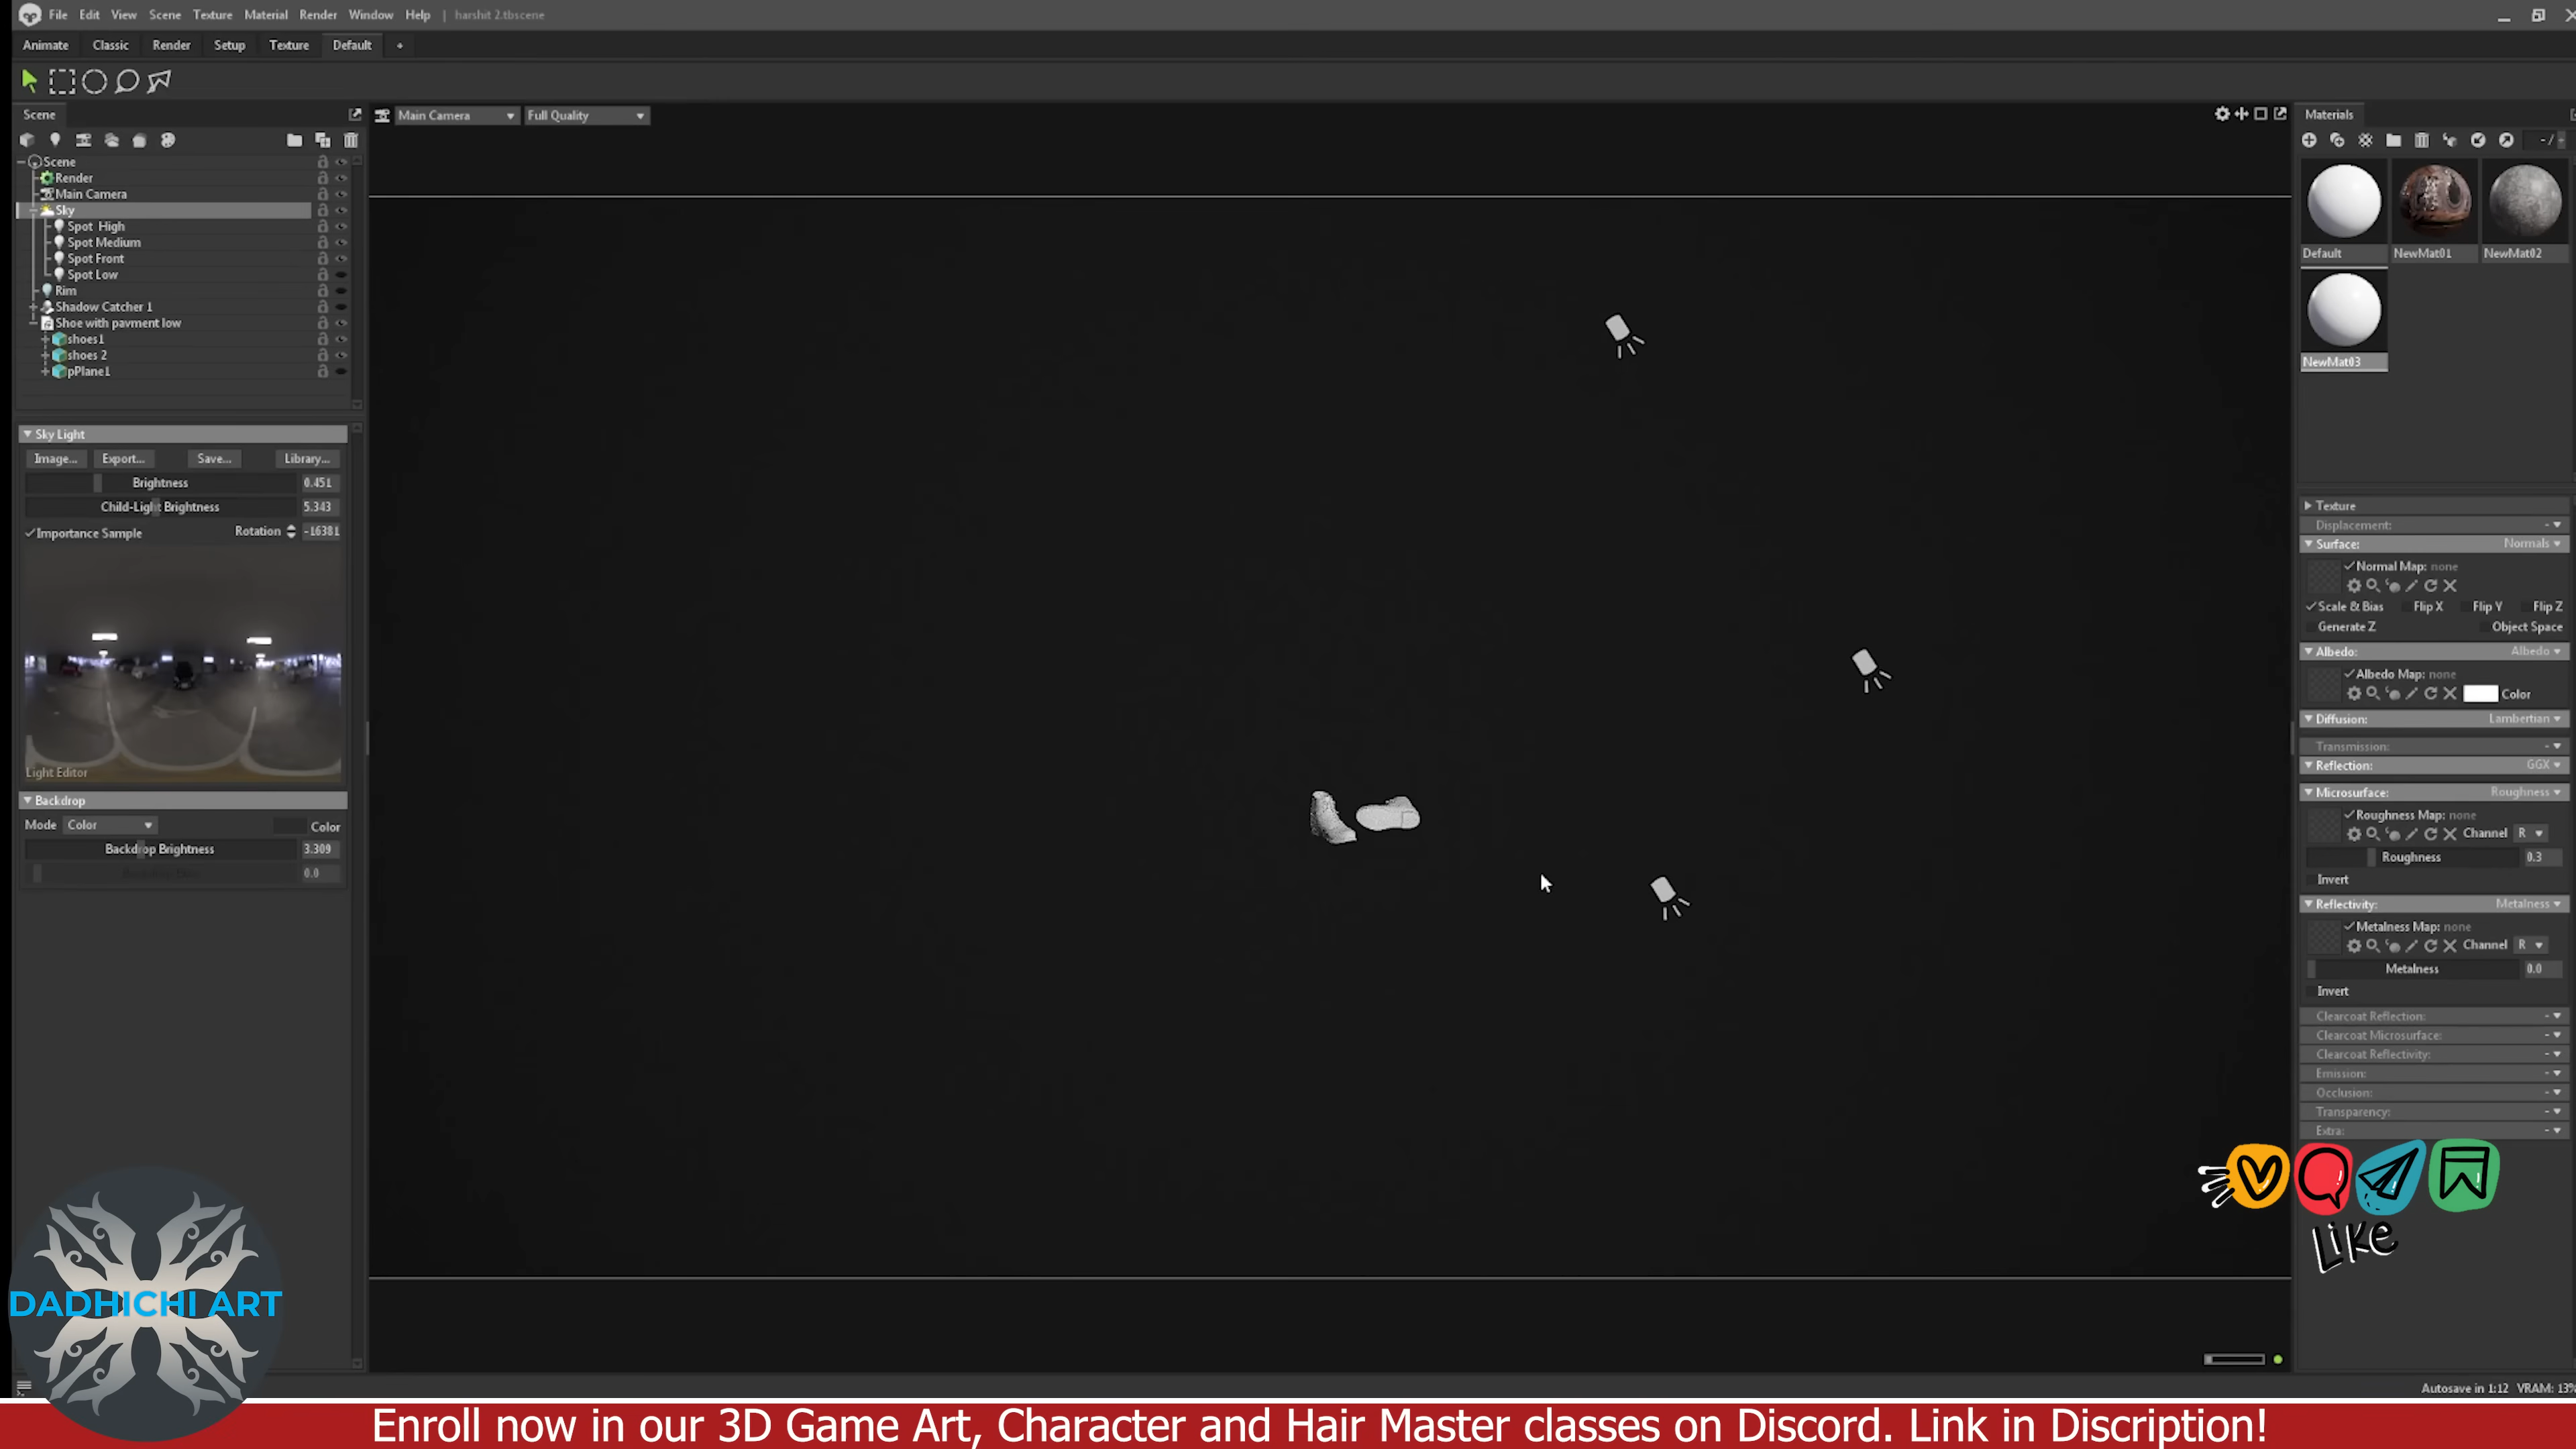 File Edit View Scene Texture Material Render Window Help | harshit 2.tbscene
Animate Classic Render Setup Texture Default +
Scene
Main Camera Full Quality
Materials
Scene
Render
Main Camera
Sky
Spot High
Spot Medium
Spot Front
Spot Low
Rim
Shadow Catcher 1
Shoe with pavment low
shoes1
shoes 2
pPlane1
Default NewMat01 NewMat02
NewMat03
Sky Light
Image... Export... Save... Library...
Brightness 0.451
Child-Light Brightness 5.343
Importance Sample Rotation -16381
Light Editor
Backdrop
Mode Color Color
Backdrop Brightness 3.309
0.0
Texture
Displacement: -
Surface: Normals
Normal Map: none
Scale & Bias Flip X Flip Y Flip Z
Generate Z Object Space
Albedo: Albedo
Albedo Map: none
Color
Diffusion: Lambertian
Transmission: -
Reflection: GGX
Microsurface: Roughness
Roughness Map: none
Channel R
Roughness 0.3
Invert
Reflectivity: Metalness
Metalness Map: none
Channel R
Metalness 0.0
Invert
Clearcoat Reflection: -
Clearcoat Microsurface: -
Clearcoat Reflectivity: -
Emission: -
Occlusion: -
Transparency: -
Extra: -
Like
DADHICHI ART
Autosave in 1:12 VRAM: 13%
Enroll now in our 3D Game Art, Character and Hair Master classes on Discord. Link in Discription!